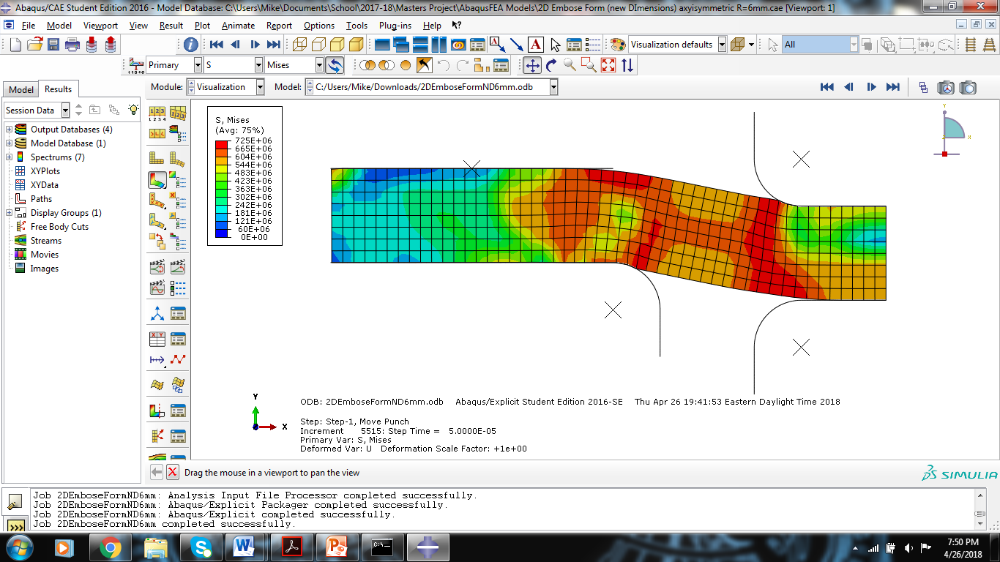 Abaqus/CAE Student Edition 2016 - Model Database: C:\Users\Mike\Documents\School\2017-18\Masters Project\AbaqusFEA Models\2D Embose Form (new DImensions) axyisymmetric R=6mm.cae [Viewport: 1]
File Model Viewport View Result Plot Animate Report Options Tools Plug-ins Help
Visualization defaults All
Primary S Mises
Model Results Module: Visualization Model: C:/Users/Mike/Downloads/2DEmboseFormND6mm.odb
Session Data
Output Databases (4)
Model Database (1)
Spectrums (7)
XYPlots
XYData
Paths
Display Groups (1)
Free Body Cuts
Streams
Movies
Images
S, Mises
(Avg: 75%)
725E+06
665E+06
604E+06
544E+06
483E+06
423E+06
363E+06
302E+06
242E+06
181E+06
121E+06
60E+06
0E+00
Y
X
Y
X
ODB: 2DEmboseFormND6mm.odb Abaqus/Explicit Student Edition 2016-SE Thu Apr 26 19:41:53 Eastern Daylight Time 2018
Step: Step-1, Move Punch
Increment 5515: Step Time = 5.0000E-05
Primary Var: S, Mises
Deformed Var: U Deformation Scale Factor: +1e+00
Drag the mouse in a viewport to pan the view
SIMULIA
Job 2DEmboseFormND6mm: Analysis Input File Processor completed successfully.
Job 2DEmboseFormND6mm: Abaqus/Explicit Packager completed successfully.
Job 2DEmboseFormND6mm: Abaqus/Explicit completed successfully.
Job 2DEmboseFormND6mm completed successfully.
7:50 PM
4/26/2018